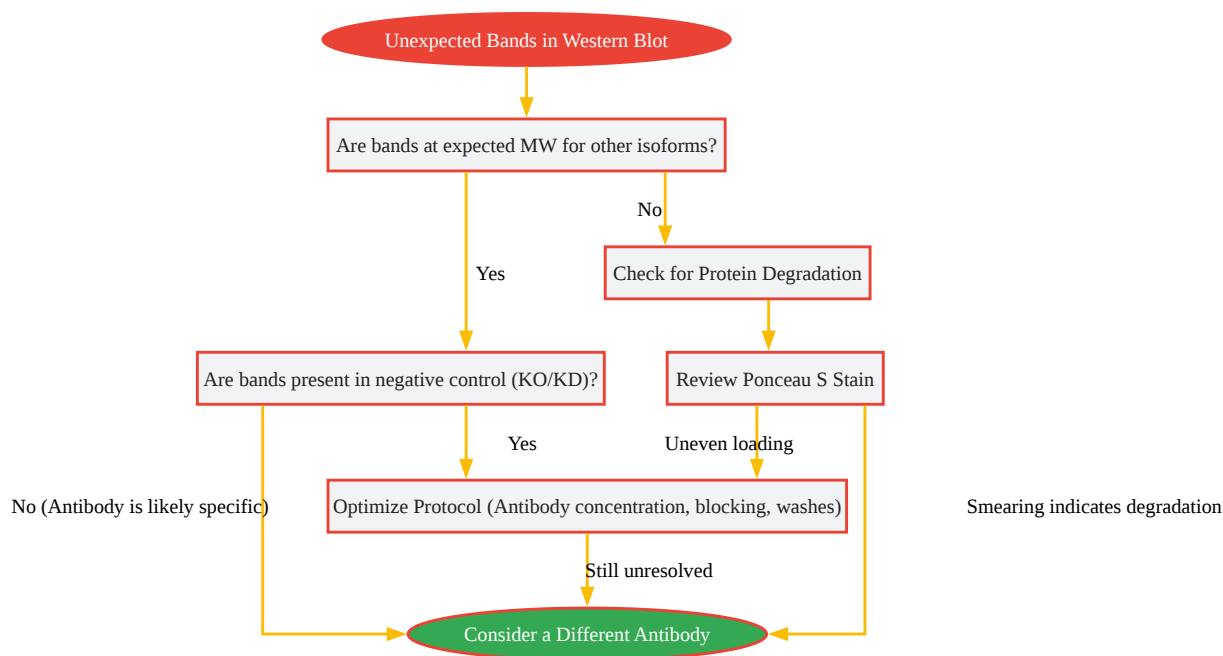 Unexpected Bands in Western Blot
Are bands at expected MW for other isoforms?
No
Check for Protein Degradation
Yes
Are bands present in negative control (KO/KD)?
Review Ponceau S Stain
Yes
Uneven loading
No (Antibody is likely specific)
Optimize Protocol (Antibody concentration, blocking, washes)
Smearing indicates degradation
Still unresolved
Consider a Different Antibody